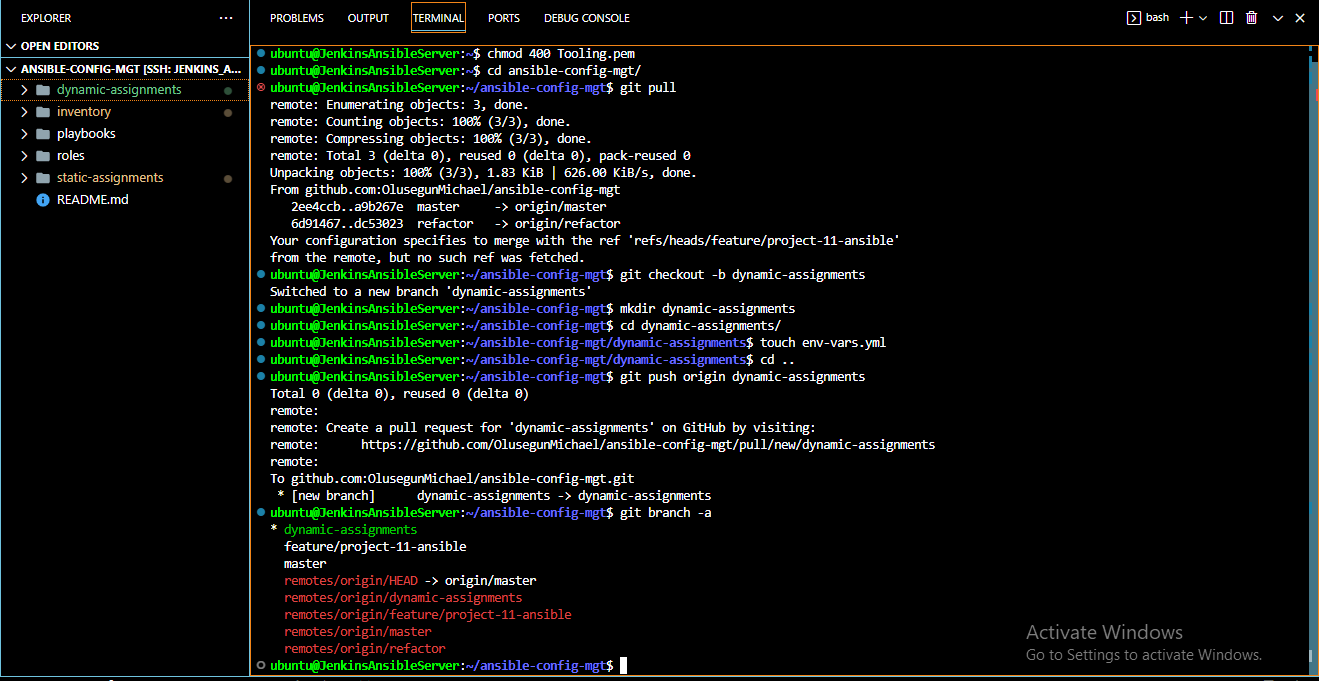 EXPLORER
···
PROBLEMS OUTPUT TERMINAL PORTS DEBUG CONSOLE
bash
OPEN EDITORS
ANSIBLE-CONFIG-MGT [SSH: JENKINS_A...
dynamic-assignments
inventory
playbooks
roles
static-assignments
README.md
ubuntu@JenkinsAnsibleServer:~$ chmod 400 Tooling.pem
ubuntu@JenkinsAnsibleServer:~$ cd ansible-config-mgt/
ubuntu@JenkinsAnsibleServer:~/ansible-config-mgt$ git pull
remote: Enumerating objects: 3, done.
remote: Counting objects: 100% (3/3), done.
remote: Compressing objects: 100% (3/3), done.
remote: Total 3 (delta 0), reused 0 (delta 0), pack-reused 0
Unpacking objects: 100% (3/3), 1.83 KiB | 626.00 KiB/s, done.
From github.com:OlusegunMichael/ansible-config-mgt
   2ee4ccb..a9b267e  master     -> origin/master
   6d91467..dc53023  refactor   -> origin/refactor
Your configuration specifies to merge with the ref 'refs/heads/feature/project-11-ansible'
from the remote, but no such ref was fetched.
ubuntu@JenkinsAnsibleServer:~/ansible-config-mgt$ git checkout -b dynamic-assignments
Switched to a new branch 'dynamic-assignments'
ubuntu@JenkinsAnsibleServer:~/ansible-config-mgt$ mkdir dynamic-assignments
ubuntu@JenkinsAnsibleServer:~/ansible-config-mgt$ cd dynamic-assignments/
ubuntu@JenkinsAnsibleServer:~/ansible-config-mgt/dynamic-assignments$ touch env-vars.yml
ubuntu@JenkinsAnsibleServer:~/ansible-config-mgt/dynamic-assignments$ cd ..
ubuntu@JenkinsAnsibleServer:~/ansible-config-mgt$ git push origin dynamic-assignments
Total 0 (delta 0), reused 0 (delta 0)
remote:
remote: Create a pull request for 'dynamic-assignments' on GitHub by visiting:
remote:      https://github.com/OlusegunMichael/ansible-config-mgt/pull/new/dynamic-assignments
remote:
To github.com:OlusegunMichael/ansible-config-mgt.git
 * [new branch]      dynamic-assignments -> dynamic-assignments
ubuntu@JenkinsAnsibleServer:~/ansible-config-mgt$ git branch -a
* dynamic-assignments
  feature/project-11-ansible
  master
  remotes/origin/HEAD -> origin/master
  remotes/origin/dynamic-assignments
  remotes/origin/feature/project-11-ansible
  remotes/origin/master
  remotes/origin/refactor
ubuntu@JenkinsAnsibleServer:~/ansible-config-mgt$
Activate Windows
Go to Settings to activate Windows.